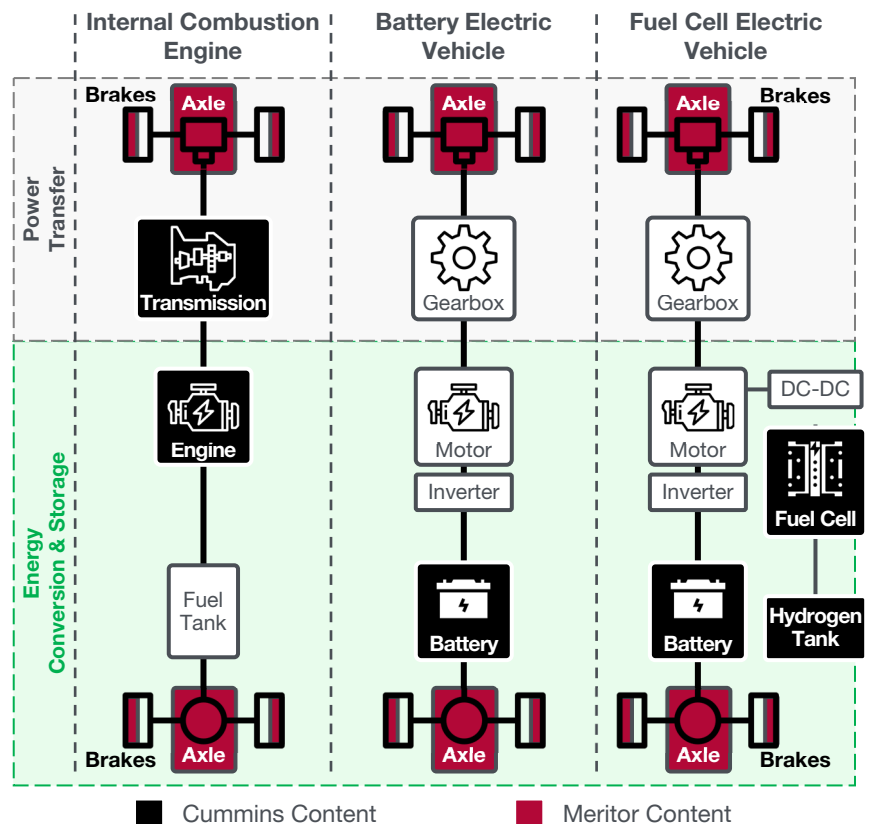 Internal Combustion
Engine
Battery Electric
Vehicle
Fuel Cell Electric
Vehicle
Power
Transfer
Brakes
Axle
Axle
Axle
Brakes
Transmission
Gearbox
Gearbox
Energy
Conversion & Storage
Engine
Motor
Motor
DC-DC
Inverter
Inverter
Fuel Cell
Fuel
Tank
Battery
Battery
Hydrogen
Tank
Brakes
Axle
Axle
Axle
Brakes
Cummins Content
Meritor Content